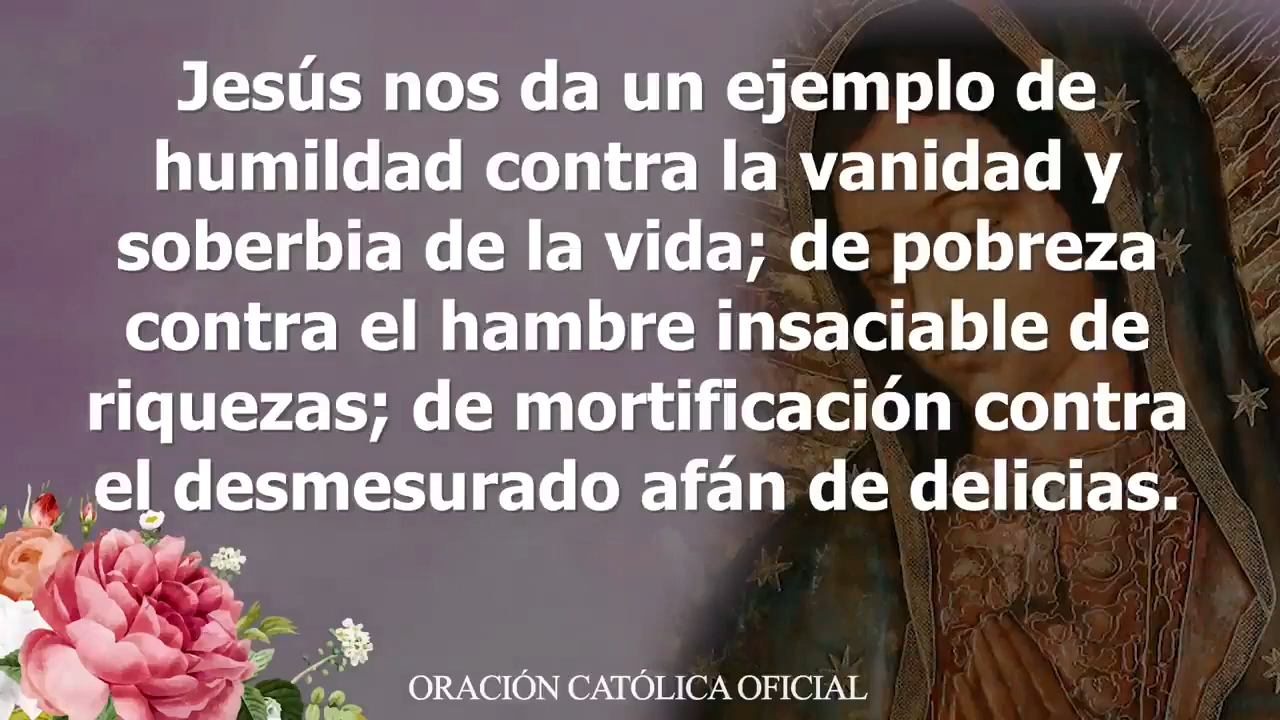 Jesús nos da un ejemplo de
humildad contra la vanidad y
soberbia de la vida; de pobreza
contra el hambre insaciable de
riquezas; de mortificación contra
el desmesurado afán de delicias.
ORACIÓN CATÓLICA OFICIAL